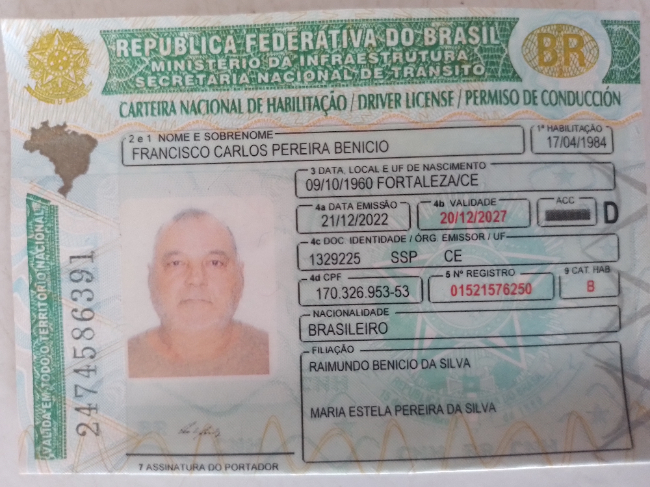 REPÚBLICA FEDERATIVA DO BRASIL
MINISTÉRIO DA INFRAESTRUTURA
SECRETARIA NACIONAL DE TRÂNSITO
BR
CARTEIRA NACIONAL DE HABILITAÇÃO / DRIVER LICENSE / PERMISO DE CONDUCCIÓN
2 e 1 NOME E SOBRENOME
FRANCISCO CARLOS PEREIRA BENICIO
1ª HABILITAÇÃO
17/04/1984
3 DATA, LOCAL E UF DE NASCIMENTO
09/10/1960 FORTALEZA/CE
4a DATA EMISSÃO
21/12/2022
4b VALIDADE
20/12/2027
ACC
D
4c DOC IDENTIDADE / ÓRG EMISSOR / UF
1329225 SSP CE
4d CPF
170.326.953-53
5 Nº REGISTRO
01521576250
9 CAT HAB
B
NACIONALIDADE
BRASILEIRO
FILIAÇÃO
RAIMUNDO BENICIO DA SILVA
MARIA ESTELA PEREIRA DA SILVA
7 ASSINATURA DO PORTADOR
VÁLIDA EM TODO O TERRITÓRIO NACIONAL
2474586391